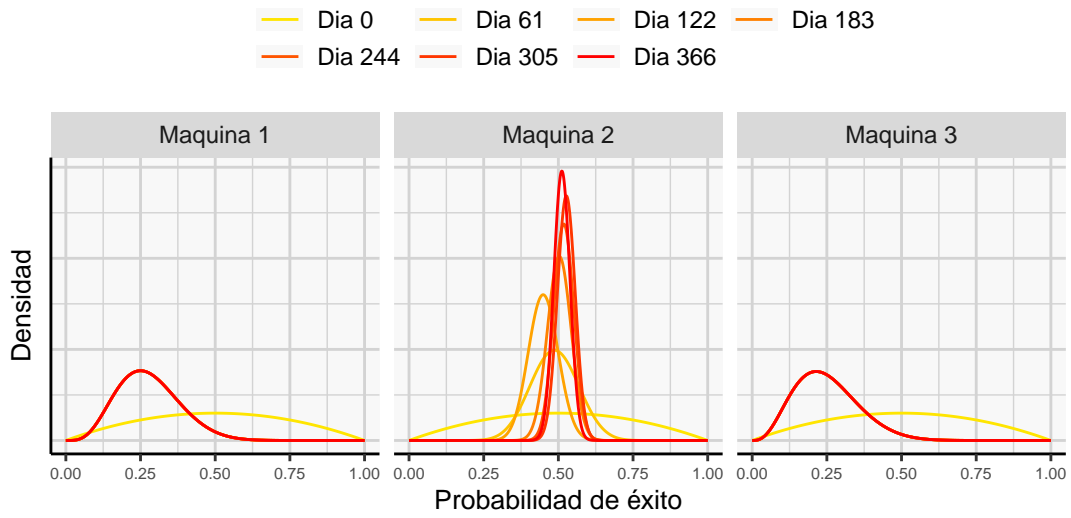 Dia 0 Dia 61 Dia 122 Dia 183
Dia 244 Dia 305 Dia 366
Maquina 1 Maquina 2 Maquina 3
Densidad
0.00 0.25 0.50 0.75 1.00 0.00 0.25 0.50 0.75 1.00 0.00 0.25 0.50 0.75 1.00
Probabilidad de éxito